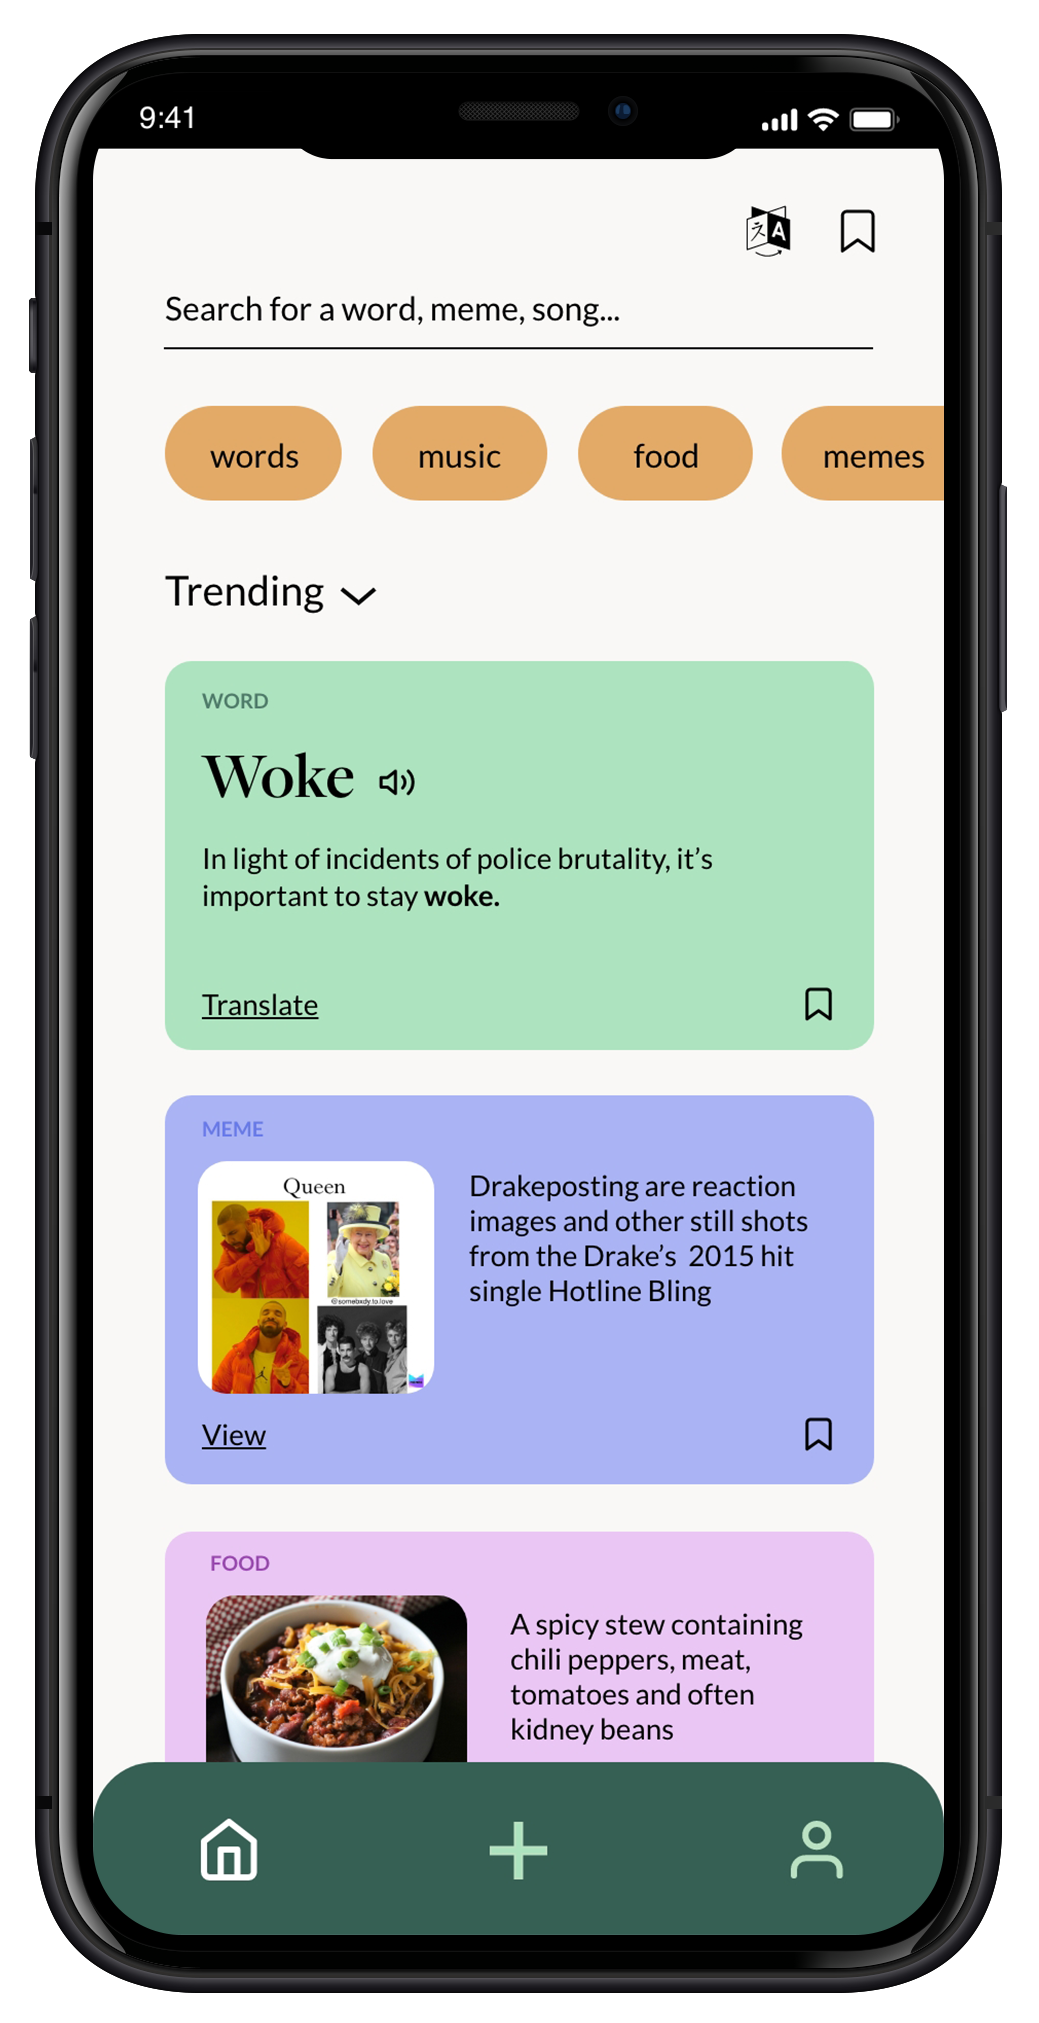 9:41
Search for a word, meme, song...
words
music
food
memes
Trending
WORD
Woke
In light of incidents of police brutality, it's
important to stay woke.
Translate
MEME
Queen
@somebxdy.to.love
Drakeposting are reaction
images and other still shots
from the Drake's 2015 hit
single Hotline Bling
View
FOOD
A spicy stew containing
chili peppers, meat,
tomatoes and often
kidney beans